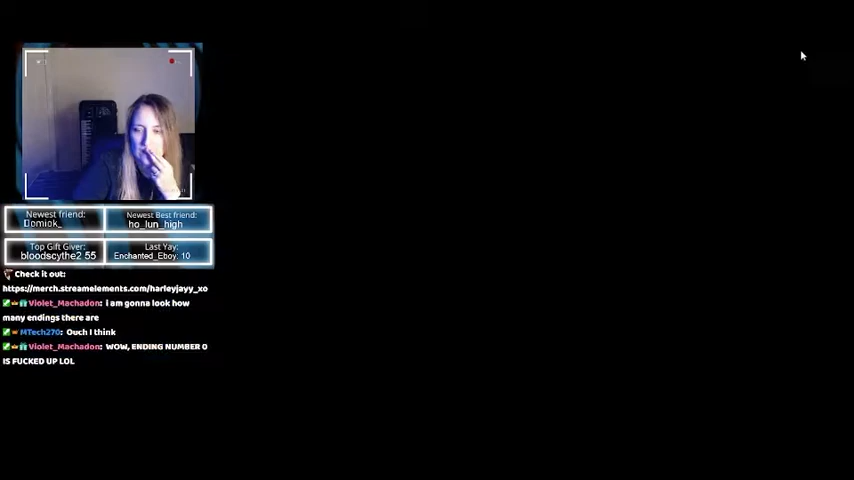 Newest friend:
Domiok_
Newest Best friend:
ho_lun_high
Top Gift Giver:
bloodscythe2 55
Last Yay:
Enchanted_Eboy: 10
Check it out:
https://merch.streamelements.com/harleyjayy_xo
Violet_Machadon: i am gonna look how
many endings there are
MTech270: Ouch I think
Violet_Machadon: WOW, ENDING NUMBER 0
IS FUCKED UP LOL